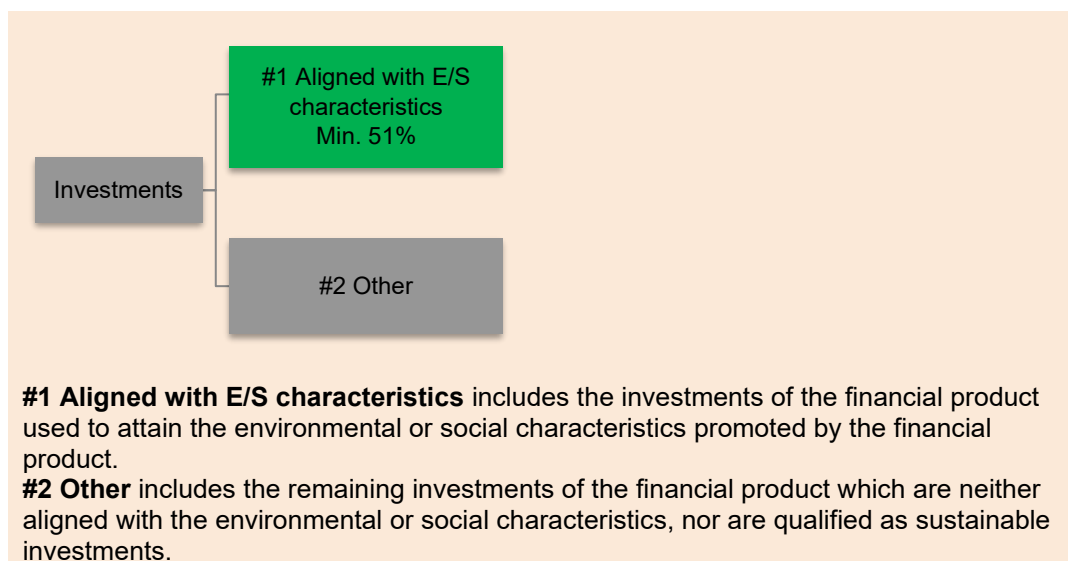 #1 Aligned with E/S
characteristics
Min. 51%
Investments
#2 Other
#1 Aligned with E/S characteristics includes the investments of the financial product
used to attain the environmental or social characteristics promoted by the financial
product.
#2 Other includes the remaining investments of the financial product which are neither
aligned with the environmental or social characteristics, nor are qualified as sustainable
investments.